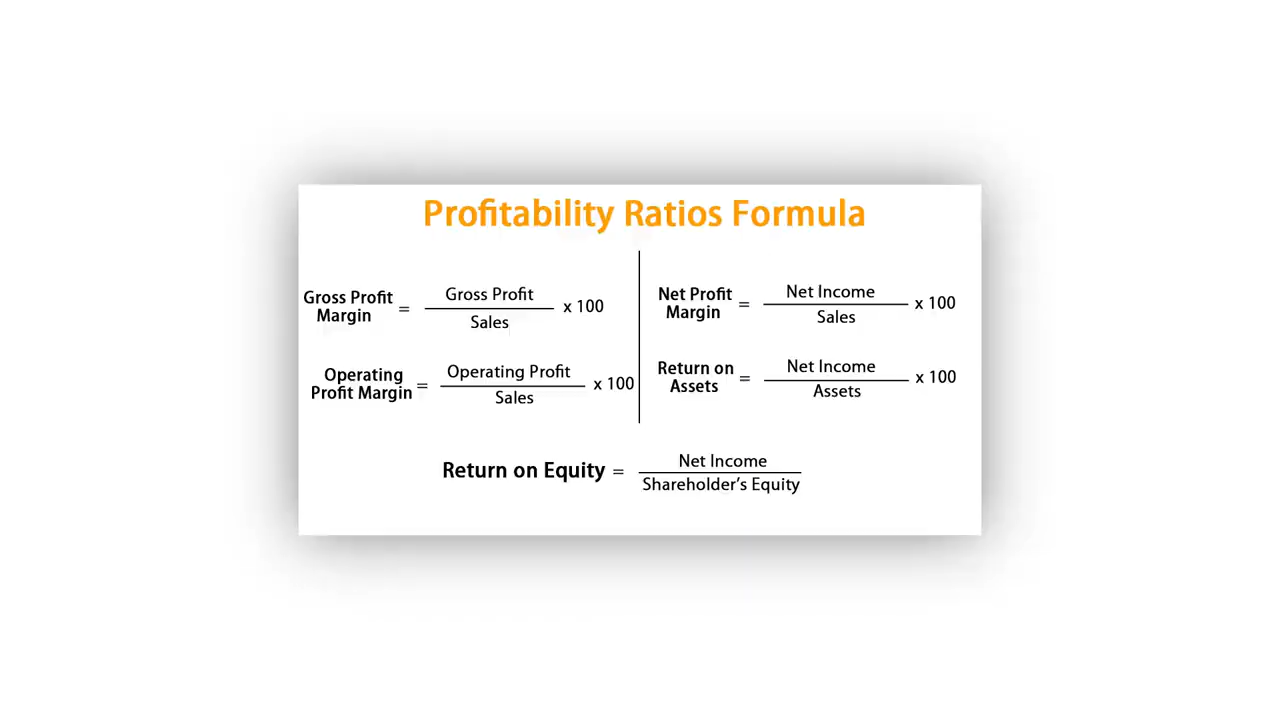 Profitability Ratios Formula
Gross Profit
Margin = Gross Profit
Sales x 100
Operating
Profit Margin = Operating Profit
Sales x 100
Net Profit
Margin = Net Income
Sales x 100
Return on
Assets = Net Income
Assets x 100
Return on Equity = Net Income
Shareholder's Equity